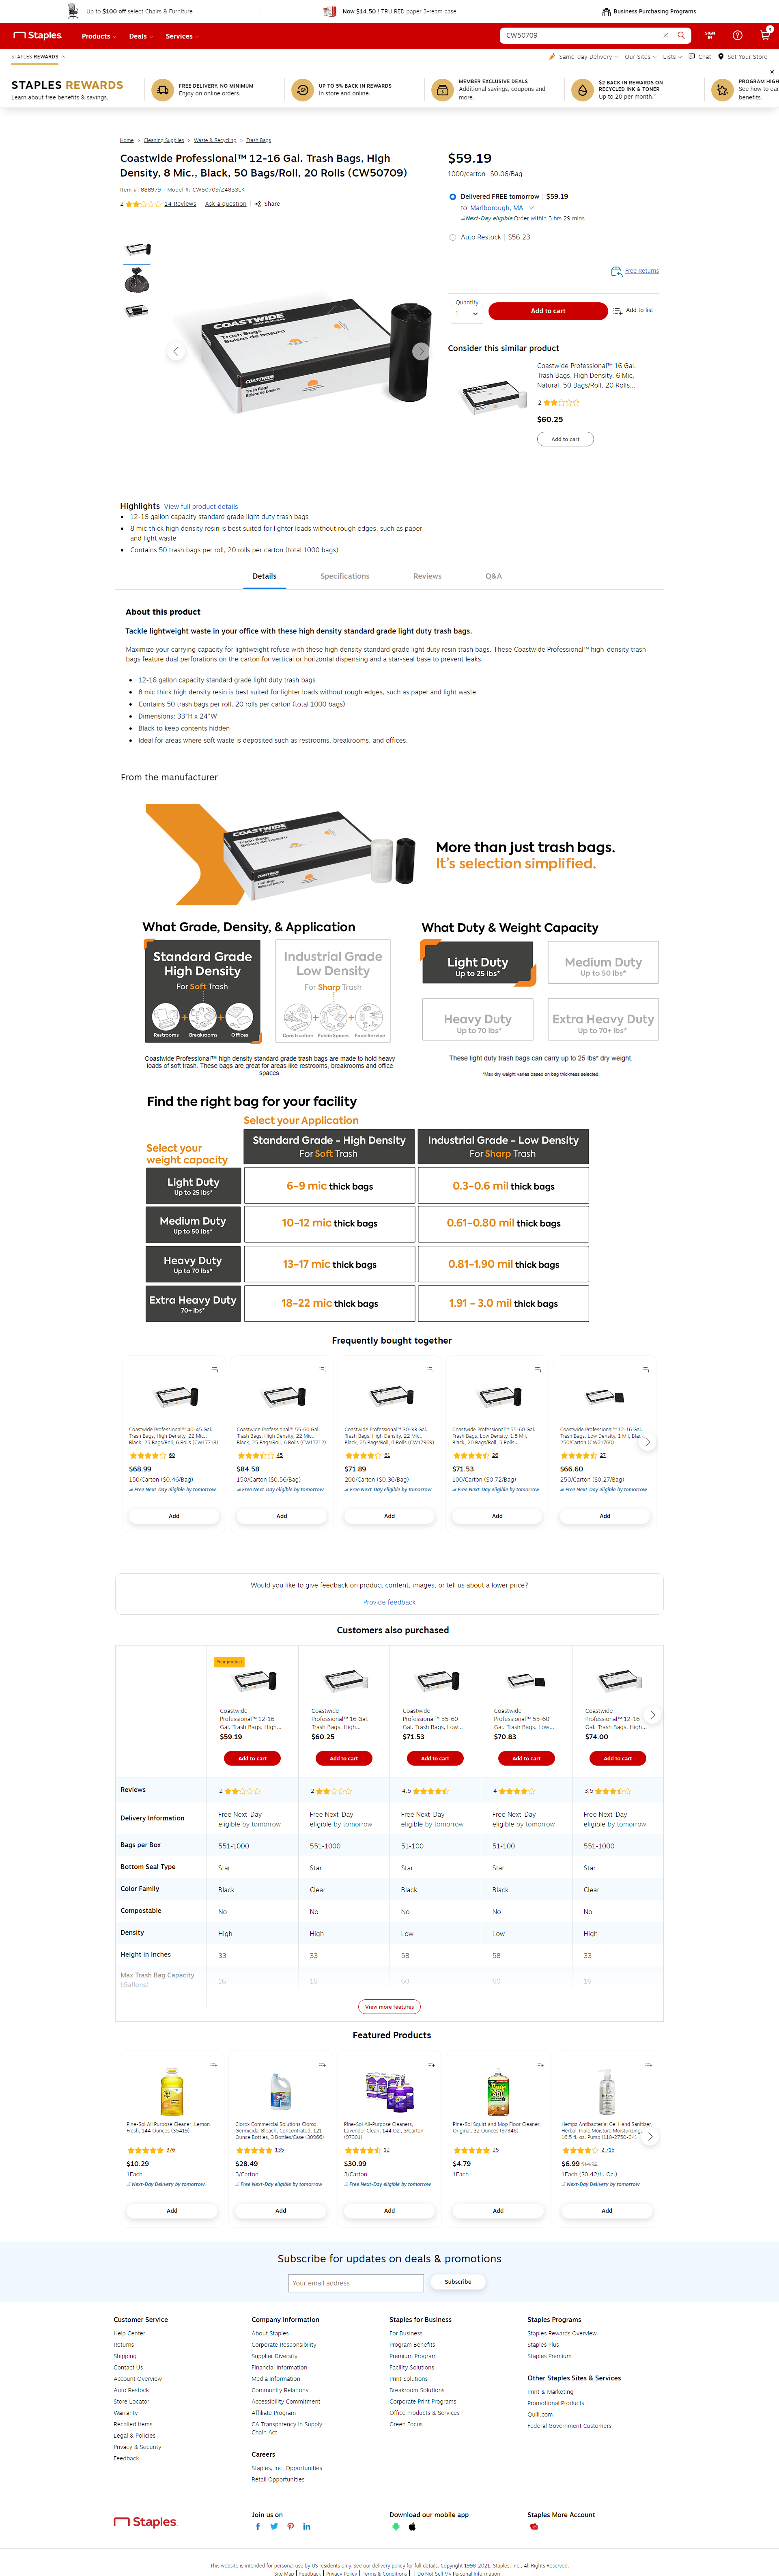 Up to $100 off select Chairs & Furniture
Now $14.50 ! TRU RED paper 3-ream case
Business Purchasing Programs
Staples
Products
Deals
Services
CW50709
SIGN IN
STAPLES REWARDS
Same-day Delivery
Our Sites
Lists
Chat
Set Your Store
STAPLES REWARDS
Learn about free benefits & savings.
FREE DELIVERY, NO MINIMUM
Enjoy on online orders.
UP TO 5% BACK IN REWARDS
In store and online.
MEMBER EXCLUSIVE DEALS
Additional savings, coupons and
more.
$2 BACK IN REWARDS ON
RECYCLED INK & TONER
Up to 20 per month.*
PROGRAM HIGH
See how to ear
benefits.
Home > Cleaning Supplies > Waste & Recycling > Trash Bags
Coastwide Professional™ 12-16 Gal. Trash Bags, High
Density, 8 Mic., Black, 50 Bags/Roll, 20 Rolls (CW50709)
Item #: 888979 | Model #: CW50709/Z4833LK
2 14 Reviews Ask a question Share
$59.19
1000/carton $0.06/Bag
Delivered FREE tomorrow $59.19
to Marlborough, MA
Next-Day eligible Order within 3 hrs 29 mins
Auto Restock $56.23
Free Returns
Quantity
1
Add to cart
Add to list
COASTWIDE
Trash Bags
Bolsas de basura
Consider this similar product
Coastwide Professional™ 16 Gal.
Trash Bags, High Density, 6 Mic,
Natural, 50 Bags/Roll, 20 Rolls...
2
$60.25
Add to cart
Highlights View full product details
12-16 gallon capacity standard grade light duty trash bags
8 mic thick high density resin is best suited for lighter loads without rough edges, such as paper
and light waste
Contains 50 trash bags per roll, 20 rolls per carton (total 1000 bags)
Details
Specifications
Reviews
Q&A
About this product
Tackle lightweight waste in your office with these high density standard grade light duty trash bags.
Maximize your carrying capacity for lightweight refuse with these high density standard grade light duty resin trash bags. These Coastwide Professional™ high-density trash
bags feature dual perforations on the carton for vertical or horizontal dispensing and a star-seal base to prevent leaks.
12-16 gallon capacity standard grade light duty trash bags
8 mic thick high density resin is best suited for lighter loads without rough edges, such as paper and light waste
Contains 50 trash bags per roll, 20 rolls per carton (total 1000 bags)
Dimensions: 33"H x 24"W
Black to keep contents hidden
Ideal for areas where soft waste is deposited such as restrooms, breakrooms, and offices.
From the manufacturer
COASTWIDE
Trash Bags
Bolsas de basura
More than just trash bags.
It's selection simplified.
What Grade, Density, & Application
Standard Grade
High Density
For Soft Trash
Restrooms Breakrooms Offices
Industrial Grade
Low Density
For Sharp Trash
Construction Public Spaces Food Service
Coastwide Professional™ high density standard grade trash bags are made to hold heavy
loads of soft trash. These bags are great for areas like restrooms, breakrooms and office
spaces.
What Duty & Weight Capacity
Light Duty
Up to 25 lbs*
Medium Duty
Up to 50 lbs*
Heavy Duty
Up to 70 lbs*
Extra Heavy Duty
Up to 70+ lbs*
These light duty trash bags can carry up to 25 lbs* dry weight.
*Max dry weight varies based on bag thickness selected.
Find the right bag for your facility
Select your Application
Select your
weight capacity
Standard Grade - High Density
For Soft Trash
Industrial Grade - Low Density
For Sharp Trash
Light Duty
Up to 25 lbs*
6-9 mic thick bags
0.3-0.6 mil thick bags
Medium Duty
Up to 50 lbs*
10-12 mic thick bags
0.61-0.80 mil thick bags
Heavy Duty
Up to 70 lbs*
13-17 mic thick bags
0.81-1.90 mil thick bags
Extra Heavy Duty
70+ lbs*
18-22 mic thick bags
1.91 - 3.0 mil thick bags
Frequently bought together
Coastwide Professional™ 40-45 Gal.
Trash Bags, High Density, 22 Mic.,
Black, 25 Bags/Roll, 6 Rolls (CW17713)
60
$68.99
150/Carton ($0.46/Bag)
Free Next-Day eligible by tomorrow
Add
Coastwide Professional™ 55-60 Gal.
Trash Bags, High Density, 22 Mic.,
Black, 25 Bags/Roll, 6 Rolls (CW17712)
45
$84.58
150/Carton ($0.56/Bag)
Free Next-Day eligible by tomorrow
Add
Coastwide Professional™ 30-33 Gal.
Trash Bags, High Density, 22 Mic.,
Black, 25 Bags/Roll, 8 Rolls (CW17969)
61
$71.89
200/Carton ($0.36/Bag)
Free Next-Day eligible by tomorrow
Add
Coastwide Professional™ 55-60 Gal.
Trash Bags, Low Density, 1.5 Mil,
Black, 20 Bags/Roll, 5 Rolls...
26
$71.53
100/Carton ($0.72/Bag)
Free Next-Day eligible by tomorrow
Add
Coastwide Professional™ 12-16 Gal.
Trash Bags, Low Density, 1 Mil, Black,
250/Carton (CW21760)
27
$66.60
250/Carton ($0.27/Bag)
Free Next-Day eligible by tomorrow
Add
Would you like to give feedback on product content, images, or tell us about a lower price?
Provide feedback
Customers also purchased
Your product
Coastwide
Professional™ 12-16
Gal. Trash Bags, High...
$59.19
Add to cart
Coastwide
Professional™ 16 Gal.
Trash Bags, High...
$60.25
Add to cart
Coastwide
Professional™ 55-60
Gal. Trash Bags, Low...
$71.53
Add to cart
Coastwide
Professional™ 55-60
Gal. Trash Bags, Low...
$70.83
Add to cart
Coastwide
Professional™ 12-16
Gal. Trash Bags, High...
$74.00
Add to cart
Reviews 2 2 4.5 4 3.5
Delivery Information
Free Next-Day
eligible by tomorrow
Free Next-Day
eligible by tomorrow
Free Next-Day
eligible by tomorrow
Free Next-Day
eligible by tomorrow
Free Next-Day
eligible by tomorrow
Bags per Box 551-1000 551-1000 51-100 51-100 551-1000
Bottom Seal Type Star Star Star Star Star
Color Family Black Clear Black Black Clear
Compostable No No No No No
Density High High Low Low High
Height in Inches 33 33 58 58 33
Max Trash Bag Capacity
(Gallons) 16 16 60 60 16
View more features
Featured Products
Pine-Sol All Purpose Cleaner, Lemon
Fresh, 144 Ounces (35419)
376
$10.29
1Each
Next-Day Delivery by tomorrow
Add
Clorox Commercial Solutions Clorox
Germicidal Bleach, Concentrated, 121
Ounce Bottles, 3 Bottles/Case (30966)
135
$28.49
3/Carton
Free Next-Day eligible by tomorrow
Add
Pine-Sol All-Purpose Cleaners,
Lavender Clean, 144 Oz., 3/Carton
(97301)
12
$30.99
3/Carton
Free Next-Day eligible by tomorrow
Add
Pine-Sol Squirt and Mop Floor Cleaner,
Original, 32 Ounces (97348)
25
$4.79
1Each
Add
Hempz Antibacterial Gel Hand Sanitizer,
Herbal Triple Moisture Moisturizing,
16.5 fl. oz. Pump (110-2750-04)
2,715
$6.99
1Each ($0.42/fl. Oz.)
Next-Day Delivery by tomorrow
Add
Subscribe for updates on deals & promotions
Your email address
Subscribe
Customer Service
Help Center
Returns
Shipping
Contact Us
Account Overview
Auto Restock
Store Locator
Warranty
Recalled Items
Legal & Policies
Privacy & Security
Feedback
Company Information
About Staples
Corporate Responsibility
Supplier Diversity
Financial Information
Media Information
Community Relations
Accessibility Commitment
Affiliate Program
CA Transparency in Supply
Chain Act
Careers
Staples, Inc. Opportunities
Retail Opportunities
Staples for Business
For Business
Program Benefits
Premium Program
Facility Solutions
Print Solutions
Breakroom Solutions
Corporate Print Programs
Office Products & Services
Green Focus
Staples Programs
Staples Rewards Overview
Staples Plus
Staples Premium
Other Staples Sites & Services
Print & Marketing
Promotional Products
Quill.com
Federal Government Customers
Staples
Join us on
Download our mobile app
Staples More Account
This website is intended for personal use by US residents only. See our delivery policy for full details. Copyright 1998-2021, Staples, Inc., All Rights Reserved.
Site Map | Feedback | Privacy Policy | Terms & Conditions | Do Not Sell My Personal Information